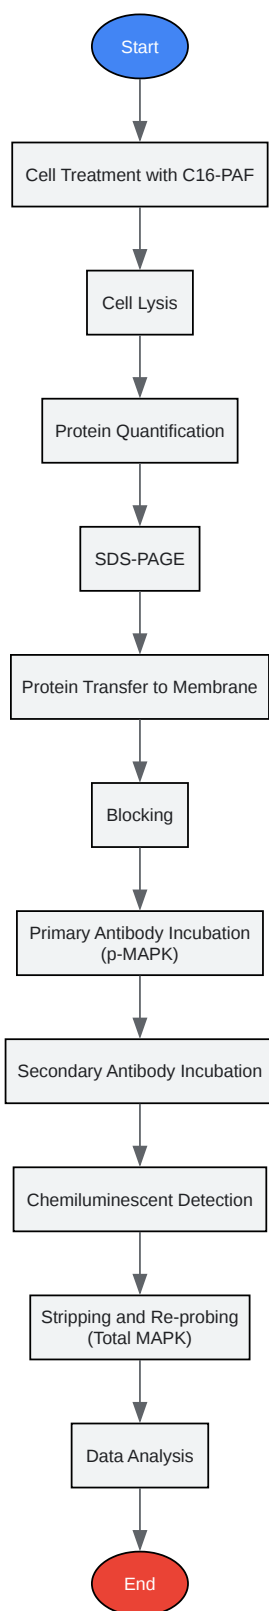 Start
Cell Treatment with C16-PAF
Cell Lysis
Protein Quantification
SDS-PAGE
Protein Transfer to Membrane
Blocking
Primary Antibody Incubation
(p-MAPK)
Secondary Antibody Incubation
Chemiluminescent Detection
Stripping and Re-probing
(Total MAPK)
Data Analysis
End